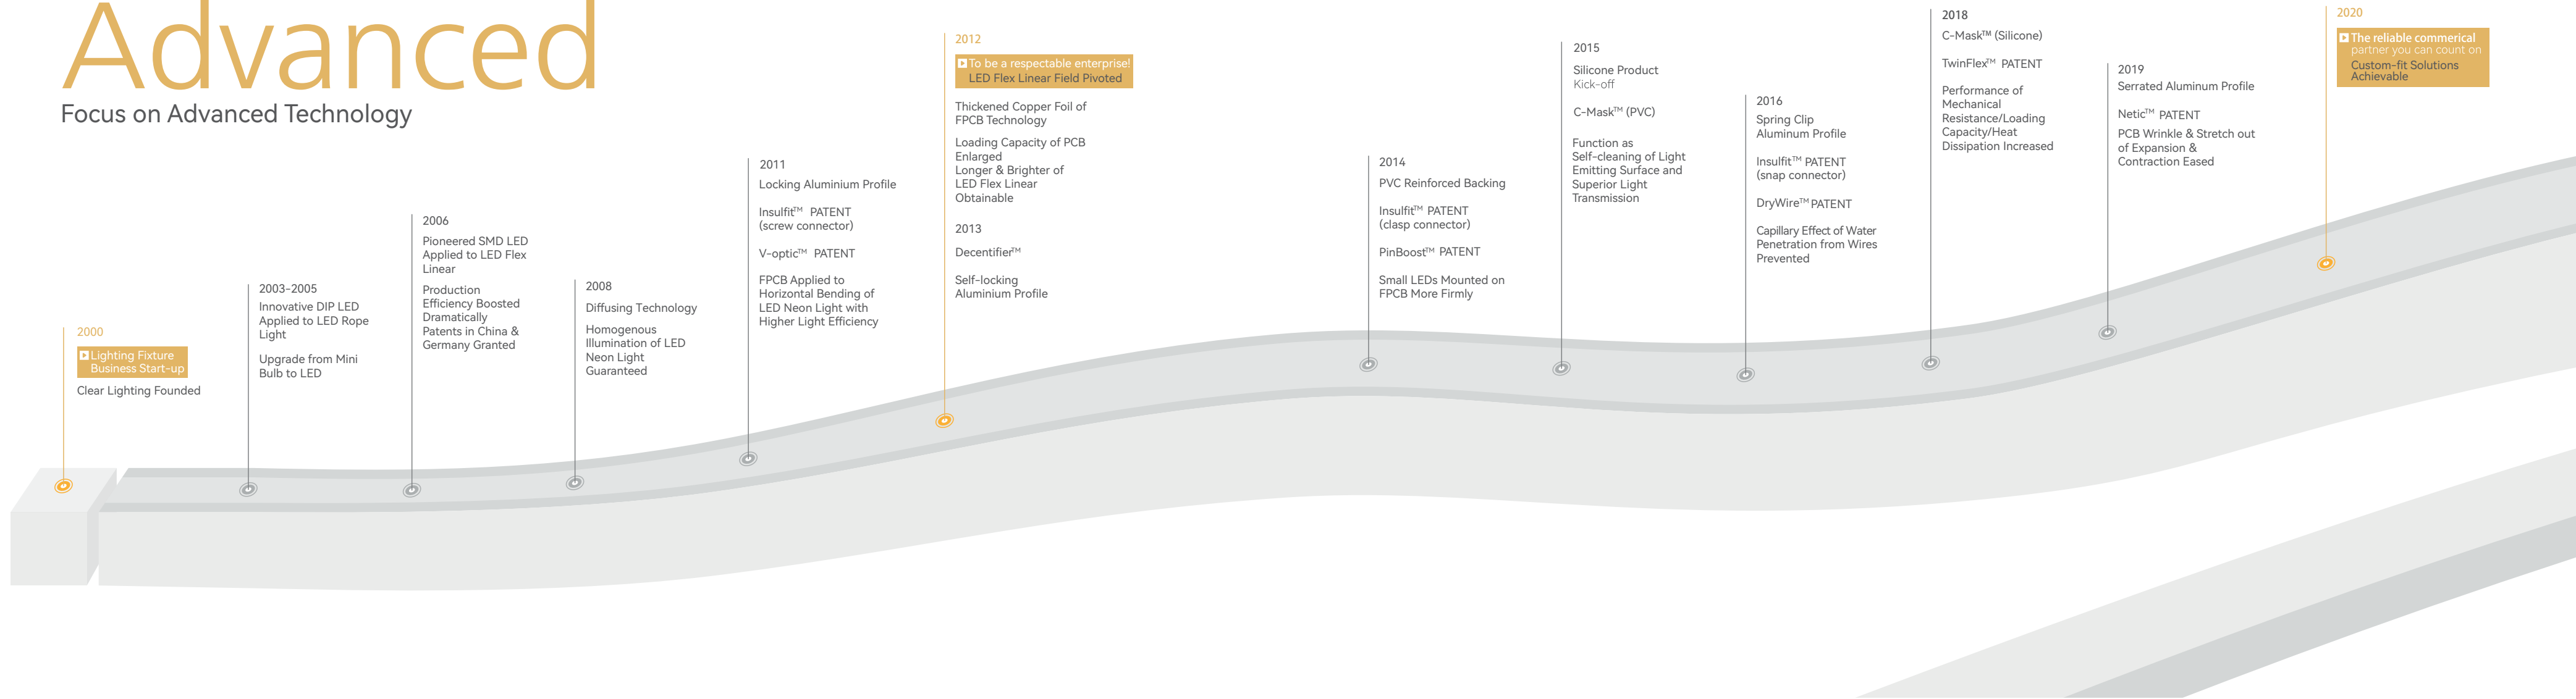 Advanced
Focus on Advanced Technology
2000
Lighting Fixture
Business Start-up
Clear Lighting Founded
2003-2005
Innovative DIP LED
Applied to LED Rope
Light
Upgrade from Mini
Bulb to LED
2006
Pioneered SMD LED
Applied to LED Flex
Linear
Production
Efficiency Boosted
Dramatically
Patents in China &
Germany Granted
2008
Diffusing Technology
Homogenous
Illumination of LED
Neon Light
Guaranteed
2011
Locking Aluminium Profile
Insulfit™ PATENT
(screw connector)
V-optic™ PATENT
FPCB Applied to
Horizontal Bending of
LED Neon Light with
Higher Light Efficiency
2012
To be a respectable enterprise!
LED Flex Linear Field Pivoted
Thickened Copper Foil of
FPCB Technology
Loading Capacity of PCB
Enlarged
Longer & Brighter of
LED Flex Linear
Obtainable
2013
Decentifier™
Self-locking
Aluminium Profile
2014
PVC Reinforced Backing
Insulfit™ PATENT
(clasp connector)
PinBoost™ PATENT
Small LEDs Mounted on
FPCB More Firmly
2015
Silicone Product
Kick-off
C-Mask™ (PVC)
Function as
Self-cleaning of Light
Emitting Surface and
Superior Light
Transmission
2016
Spring Clip
Aluminum Profile
Insulfit™ PATENT
(snap connector)
DryWire™ PATENT
Capillary Effect of Water
Penetration from Wires
Prevented
2018
C-Mask™ (Silicone)
TwinFlex™ PATENT
Performance of
Mechanical
Resistance/Loading
Capacity/Heat
Dissipation Increased
2019
Serrated Aluminum Profile
Netic™ PATENT
PCB Wrinkle & Stretch out
of Expansion &
Contraction Eased
2020
The reliable commerical
partner you can count on
Custom-fit Solutions
Achievable